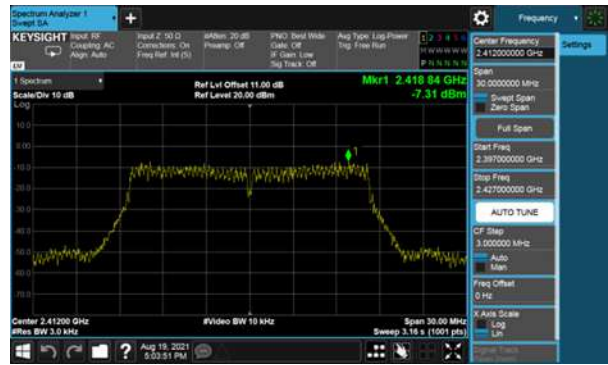 Spectrum Analyzer 1
Swept SA
+
Frequency
KEYSIGHT
Input: RF
Coupling: AC
Align: Auto
Input Z: 50 Ω
Corrections: On
Freq Ref: Int (S)
#Atten: 20 dB
Preamp: Off
PNO: Best Wide
Gate: Off
IF Gain: Low
Sig Track: Off
Avg Type: Log-Power
Trig: Free Run
1 2 3 4 5 6
M W W W W W
P N N N N N
Center Frequency
2.412000000 GHz
Settings
Span
30.0000000 MHz
Swept Span
Zero Span
Full Span
Start Freq
2.397000000 GHz
Stop Freq
2.427000000 GHz
AUTO TUNE
CF Step
3.000000 MHz
Auto
Man
Freq Offset
0 Hz
X Axis Scale
Log
Lin
Signal Track
1 Spectrum
Scale/Div 10 dB
Log
Ref Lvl Offset 11.00 dB
Ref Level 20.00 dBm
Mkr1 2.418 84 GHz
-7.31 dBm
10.0
0.00
1
-10.0
-20.0
-30.0
-40.0
-50.0
-60.0
-70.0
Center 2.41200 GHz
#Res BW 3.0 kHz
#Video BW 10 kHz
Span 30.00 MHz
Sweep 3.16 s (1001 pts)
?
Aug 19, 2021
5:03:51 PM